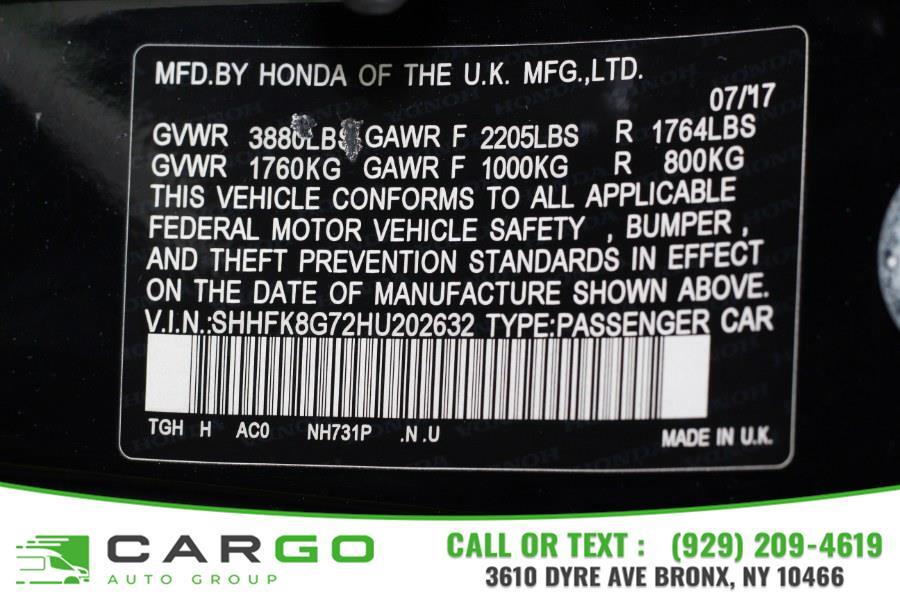 MFD.BY HONDA OF THE U.K. MFG.,LTD.
07/'17
GVWR 3880LBS GAWR F 2205LBS R 1764LBS
GVWR 1760KG GAWR F 1000KG R 800KG
THIS VEHICLE CONFORMS TO ALL APPLICABLE
FEDERAL MOTOR VEHICLE SAFETY , BUMPER ,
AND THEFT PREVENTION STANDARDS IN EFFECT
ON THE DATE OF MANUFACTURE SHOWN ABOVE.
V.I.N.:SHHFK8G72HU202632 TYPE:PASSENGER CAR
TGH H AC0 NH731P .N .U
MADE IN U.K.
CARGO
AUTO GROUP
CALL OR TEXT : (929) 209-4619
3610 DYRE AVE BRONX, NY 10466